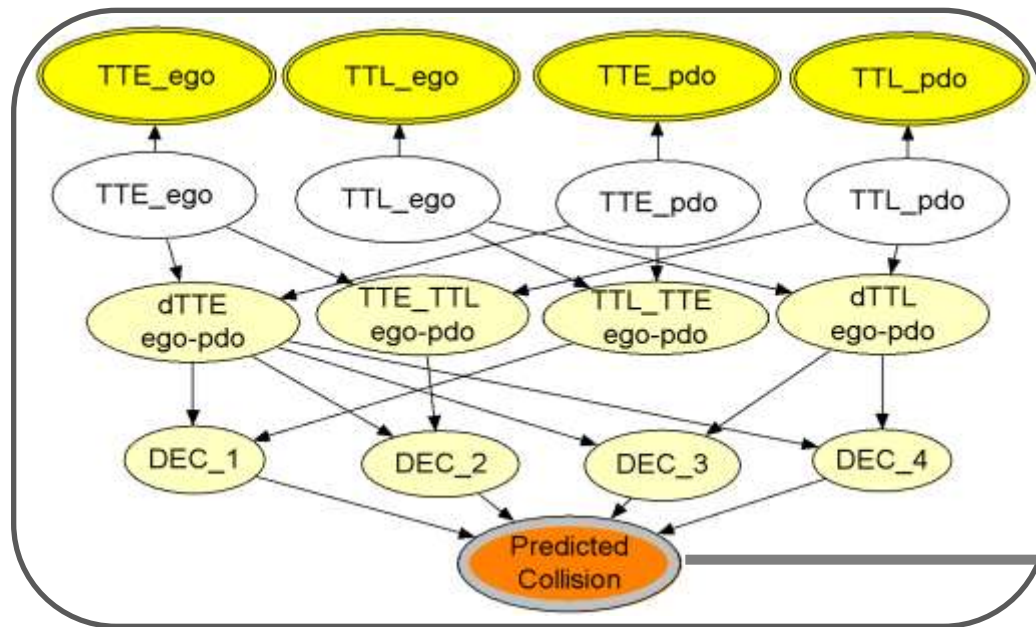 TTE_ego
TTL_ego
TTE_pdo
TTL_pdo
TTE_ego
TTL_ego
TTE_pdo
TTL_pdo
dTTE
ego-pdo
TTE_TTL
ego-pdo
TTL_TTE
ego-pdo
dTTL
ego-pdo
DEC_1
DEC_2
DEC_3
DEC_4
Predicted
Collision